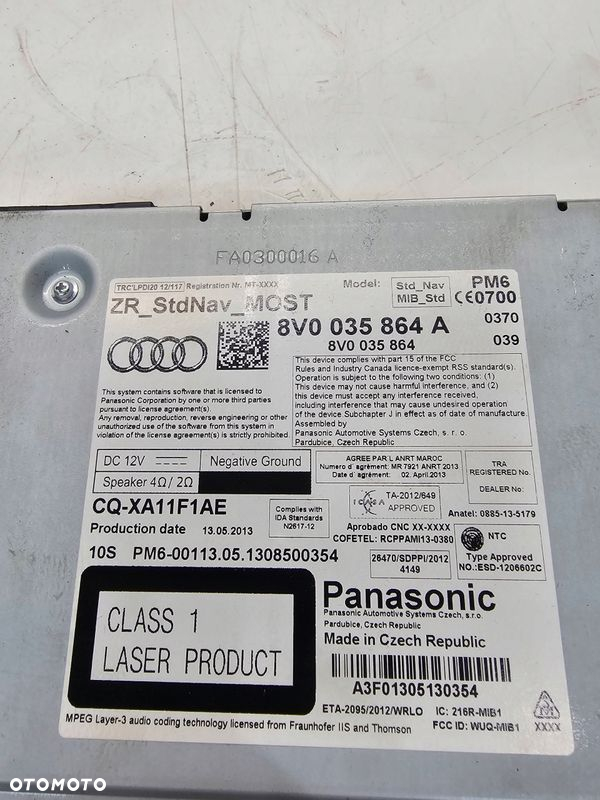 FA0300016 A
TRC'LPDI20 12/117 Registration Nr. MT-XXXX
Model: Std_Nav MIB_Std
PM6
CE0700
0370
039
ZR_StdNav_MOST
8V0 035 864 A
8V0 035 864
This system contains software that is licensed to
Panasonic Corporation by one or more third parties
pursuant to license agreement(s).
Any removal, reproduction, reverse engineering or other
unauthorized use of the software is in
violation of the license agreement(s) is strictly prohibited.
This device complies with part 15 of the FCC
Rules and Industry Canada licence-exempt RSS standard(s).
Operation is subject to the following two conditions: (1)
This device may not cause harmful interference, and (2)
this device must accept any interference received,
including interference that may cause undesired operation
of the device Subchapter J in effect as of date of manufacture.
Assembled by
Panasonic Automotive Systems Czech, s. r. o.
Pardubice, Czech Republic
DC 12V Negative Ground
Speaker 4Ω / 2Ω
AGREE PAR L ANRT MAROC
Numero d agrément: MR 7921 ANRT 2013
Date d agrément: 02. April.2013
TRA
REGISTERED No.
DEALER No:
CQ-XA11F1AE
Production date 13.05.2013
Complies with
IDA Standards
N2617-12
ICASA
TA-2012/649
APPROVED
Anatel: 0885-13-5179
Aprobado CNC XX-XXXX
COFETEL: RCPPAMI13-0380
NTC
Type Approved
NO.:ESD-1206602C
10S PM6-00113.05.1308500354
26470/SDPPI/2012
4149
CLASS 1
LASER PRODUCT
Panasonic
Panasonic Automotive Systems Czech, s.r.o.
Pardubice, Czech Republic
Made in Czech Republic
A3F01305130354
ETA-2095/2012/WRLO IC: 216R-MIB1
MPEG Layer-3 audio coding technology licensed from Fraunhofer IIS and Thomson
FCC ID: WUQ-MIB1
XXXX
OTOMOTO